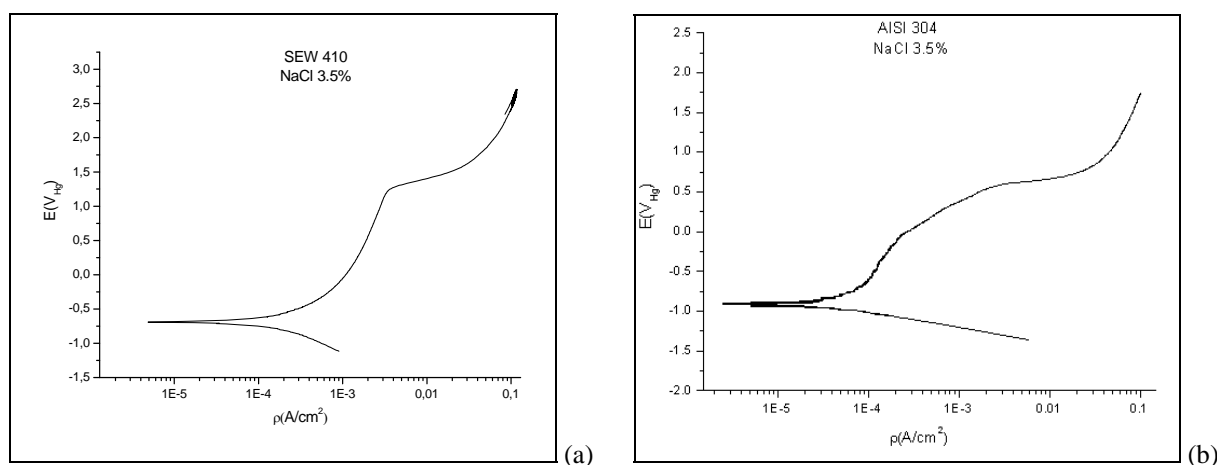 SEW 410
NaCl 3.5%
3,0
2,5
2,0
1,5
1,0
0,5
0,0
-0,5
-1,0
-1,5
E(V_Hg)
1E-5
1E-4
1E-3
0,01
0,1
ρ(A/cm²)
(a)
AISI 304
NaCl 3.5%
2.5
2.0
1.5
1.0
0.5
0.0
-0.5
-1.0
-1.5
-2.0
E(V_Hg)
1E-5
1E-4
1E-3
0.01
0.1
ρ(A/cm²)
(b)